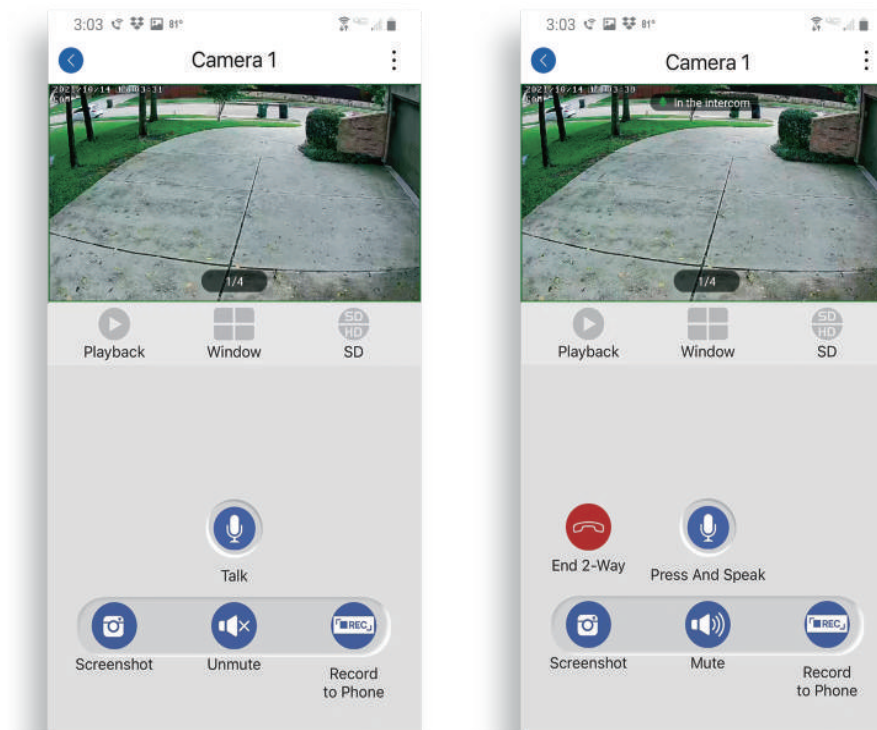 3:03 81°
Camera 1
1/4
SD
HD
Playback Window SD
Talk
REC
Screenshot Unmute Record
to Phone
3:03 81°
Camera 1
In the intercom
1/4
SD
HD
Playback Window SD
End 2-Way Press And Speak
REC
Screenshot Mute Record
to Phone